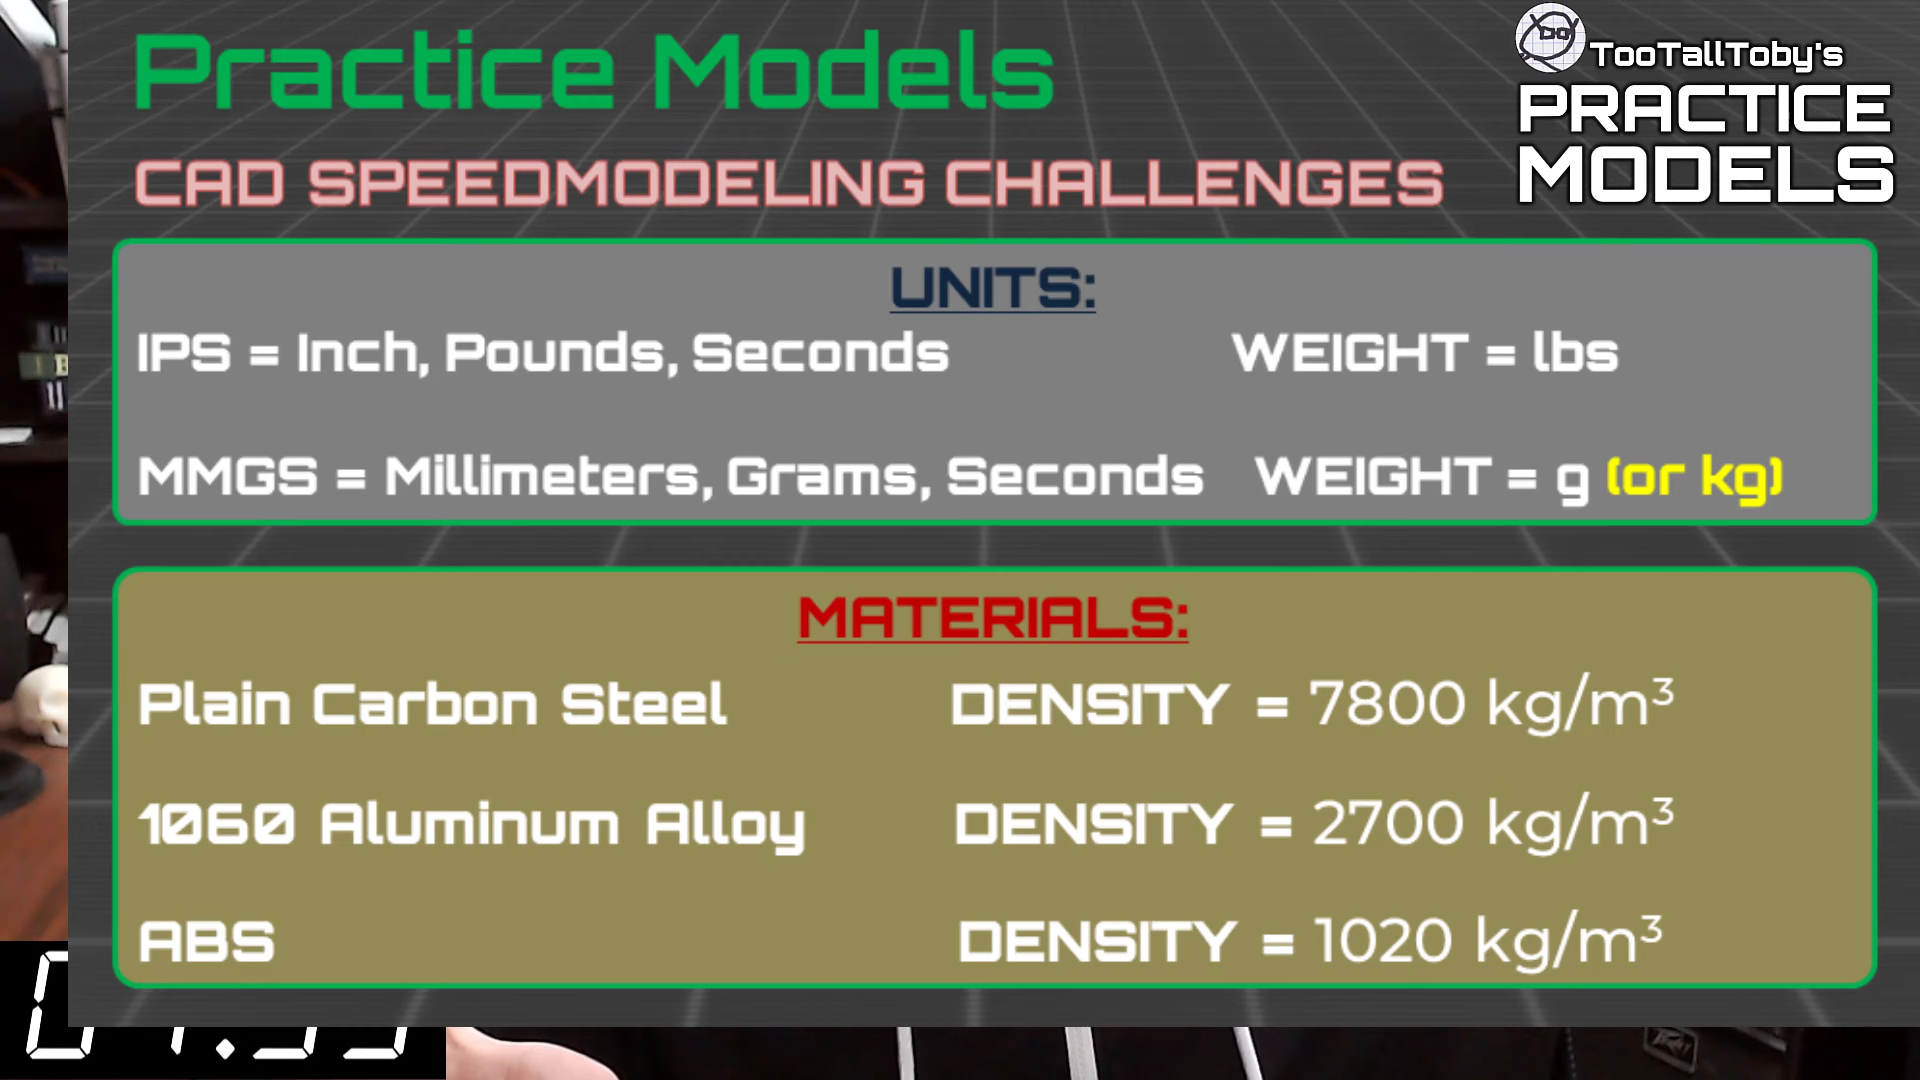 Practice Models
TooTallToby's
PRACTICE
MODELS
CAD SPEEDMODELING CHALLENGES
UNITS:
IPS = Inch, Pounds, Seconds WEIGHT = lbs
MMGS = Millimeters, Grams, Seconds WEIGHT = g (or kg)
MATERIALS:
Plain Carbon Steel DENSITY = 7800 kg/m³
1060 Aluminum Alloy DENSITY = 2700 kg/m³
ABS DENSITY = 1020 kg/m³